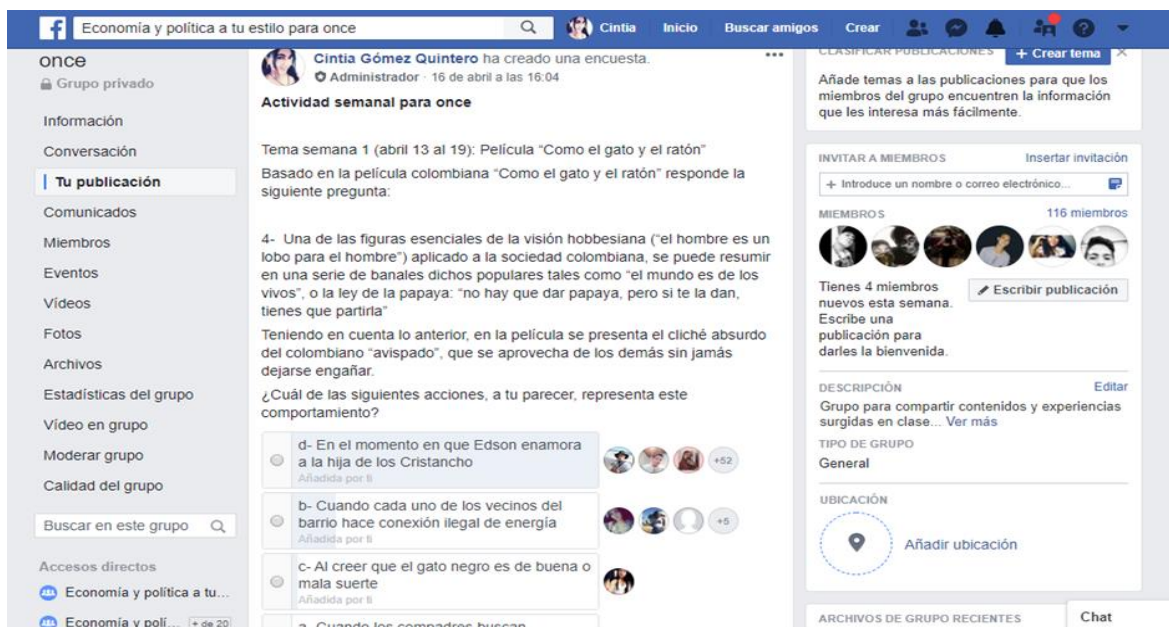 Economía y política a tu estilo para once
Cintia
Inicio
Buscar amigos
Crear
once
Grupo privado
Información
Conversación
Tu publicación
Comunicados
Miembros
Eventos
Vídeos
Fotos
Archivos
Estadísticas del grupo
Vídeo en grupo
Moderar grupo
Calidad del grupo
Buscar en este grupo
Accesos directos
Economía y política a tu...
Economía y polí... + de 20
Cintia Gómez Quintero ha creado una encuesta.
Administrador · 16 de abril a las 16:04
Actividad semanal para once
Tema semana 1 (abril 13 al 19): Película “Como el gato y el ratón”
Basado en la película colombiana “Como el gato y el ratón” responde la
siguiente pregunta:
4- Una de las figuras esenciales de la visión hobbesiana (“el hombre es un
lobo para el hombre”) aplicado a la sociedad colombiana, se puede resumir
en una serie de banales dichos populares tales como “el mundo es de los
vivos”, o la ley de la papaya: “no hay que dar papaya, pero si te la dan,
tienes que partirla”
Teniendo en cuenta lo anterior, en la película se presenta el cliché absurdo
del colombiano “avispado”, que se aprovecha de los demás sin jamás
dejarse engañar.
¿Cuál de las siguientes acciones, a tu parecer, representa este
comportamiento?
d- En el momento en que Edson enamora
a la hija de los Cristancho
Añadida por ti
+52
b- Cuando cada uno de los vecinos del
barrio hace conexión ilegal de energía
Añadida por ti
+5
c- Al creer que el gato negro es de buena o
mala suerte
Añadida por ti
a- Cuando los compadres buscan
CLASIFICAR PUBLICACIONES
+ Crear tema
Añade temas a las publicaciones para que los
miembros del grupo encuentren la información
que les interesa más fácilmente.
INVITAR A MIEMBROS
Insertar invitación
+ Introduce un nombre o correo electrónico...
MIEMBROS
116 miembros
Tienes 4 miembros
nuevos esta semana.
Escribe una
publicación para
darles la bienvenida.
Escribir publicación
DESCRIPCIÓN
Editar
Grupo para compartir contenidos y experiencias
surgidas en clase... Ver más
TIPO DE GRUPO
General
UBICACIÓN
Añadir ubicación
ARCHIVOS DE GRUPO RECIENTES
Chat